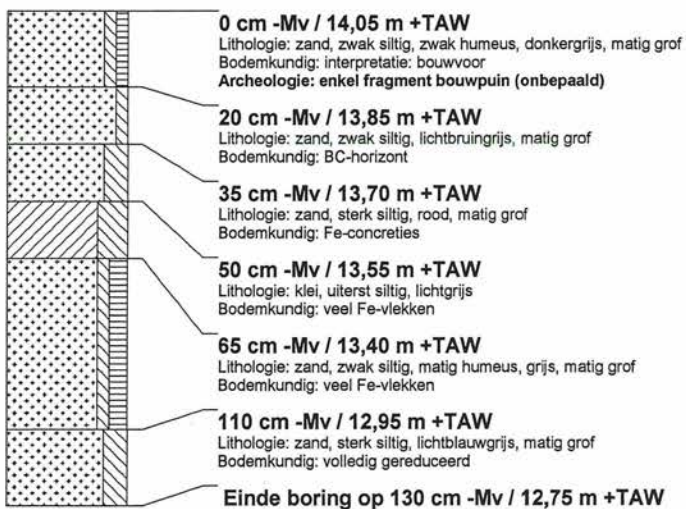 0 cm -Mv / 14,05 m +TAW
Lithologie: zand, zwak siltig, zwak humeus, donkergrijs, matig grof
Bodemkundig: interpretatie: bouwvoor
Archeologie: enkel fragment bouwpuin (onbepaald)
20 cm -Mv / 13,85 m +TAW
Lithologie: zand, zwak siltig, lichtbruingrijs, matig grof
Bodemkundig: BC-horizont
35 cm -Mv / 13,70 m +TAW
Lithologie: zand, sterk siltig, rood, matig grof
Bodemkundig: Fe-concreties
50 cm -Mv / 13,55 m +TAW
Lithologie: klei, uiterst siltig, lichtgrijs
Bodemkundig: veel Fe-vlekken
65 cm -Mv / 13,40 m +TAW
Lithologie: zand, zwak siltig, matig humeus, grijs, matig grof
Bodemkundig: veel Fe-vlekken
110 cm -Mv / 12,95 m +TAW
Lithologie: zand, sterk siltig, lichtblauwgrijs, matig grof
Bodemkundig: volledig gereduceerd
Einde boring op 130 cm -Mv / 12,75 m +TAW